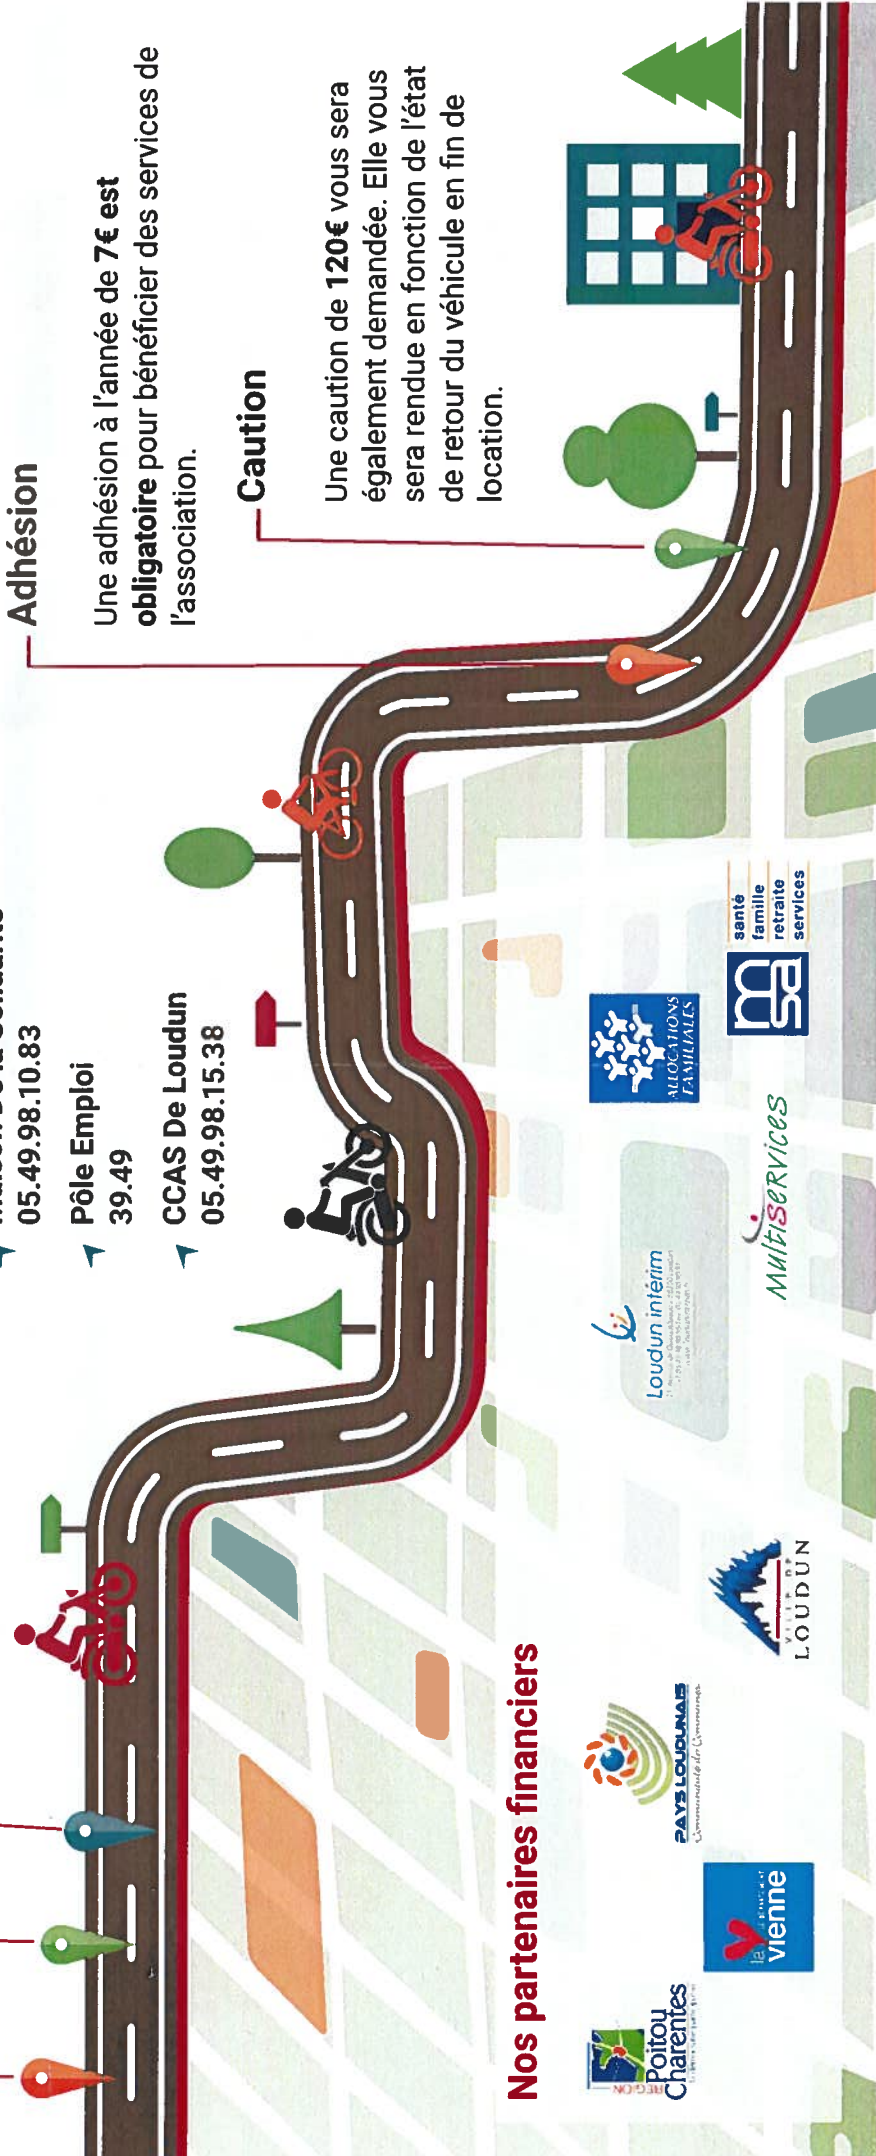 05.49.98.10.83
Pôle Emploi
39.49
CCAS De Loudun
05.49.98.15.38
Adhésion
Une adhésion à l'année de 7€ est
obligatoire pour bénéficier des services de
l'association.
Caution
Une caution de 120€ vous sera
également demandée. Elle vous
sera rendue en fonction de l'état
de retour du véhicule en fin de
location.
Nos partenaires financiers
REGION
Poitou
Charentes
la
vienne
PAYS LOUDUNAIS
Communauté de Communes
VILLE DE
LOUDUN
Loudun intérim
MultiServices
ALLOCATIONS
FAMILIALES
msa
santé
famille
retraite
services